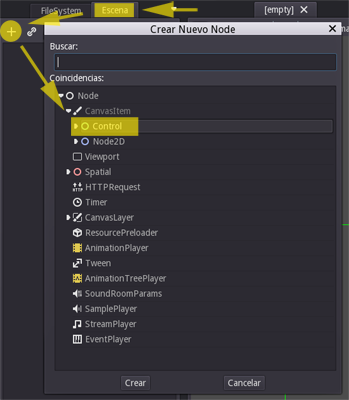 FileSystem
Escena
[empty]
Crear Nuevo Node
Buscar:
Coincidencias:
Node
CanvasItem
Control
Node2D
Viewport
Spatial
HTTPRequest
Timer
CanvasLayer
ResourcePreloader
AnimationPlayer
Tween
AnimationTreePlayer
SoundRoomParams
SamplePlayer
StreamPlayer
EventPlayer
Crear
Cancelar